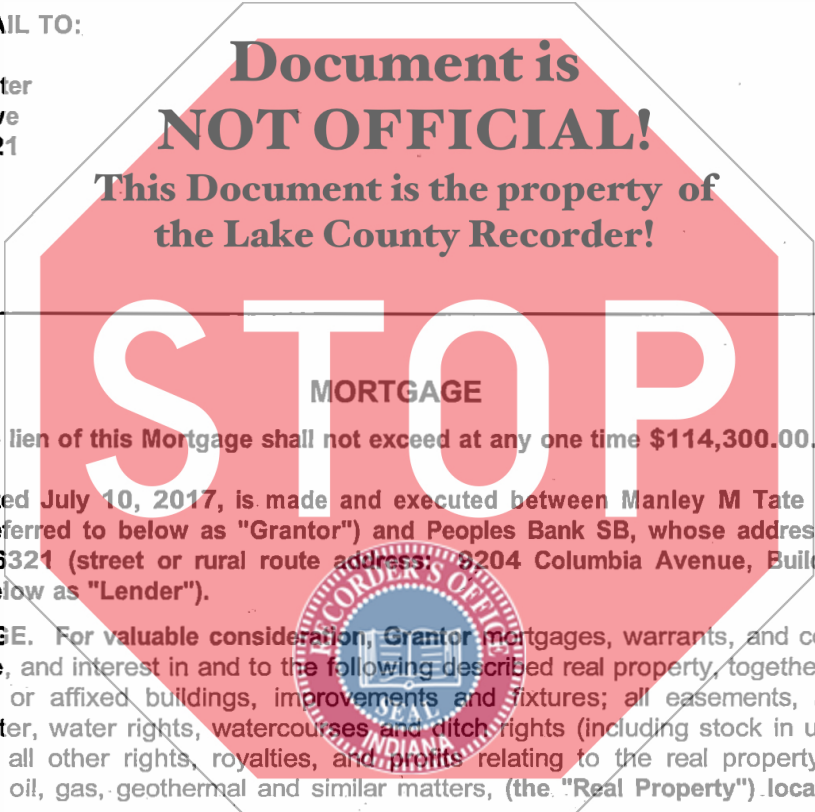 AIL TO:
Document is
NOT OFFICIAL!
This Document is the property of
the Lake County Recorder!
ter
ve
21
STOP
MORTGAGE
lien of this Mortgage shall not exceed at any one time $114,300.00.
ed July 10, 2017, is made and executed between Manley M Tate
eferred to below as "Grantor") and Peoples Bank SB, whose addres
6321 (street or rural route address: 9204 Columbia Avenue, Build
elow as "Lender").
GE. For valuable consideration, Grantor mortgages, warrants, and co
e, and interest in and to the following described real property, togethe
or affixed buildings, improvements and fixtures; all easements,
ter, water rights, watercourses and ditch rights (including stock in u
all other rights, royalties, and profits relating to the real property
oil, gas, geothermal and similar matters, (the "Real Property") loca
RECORDER'S OFFICE
SEAL
INDIANA